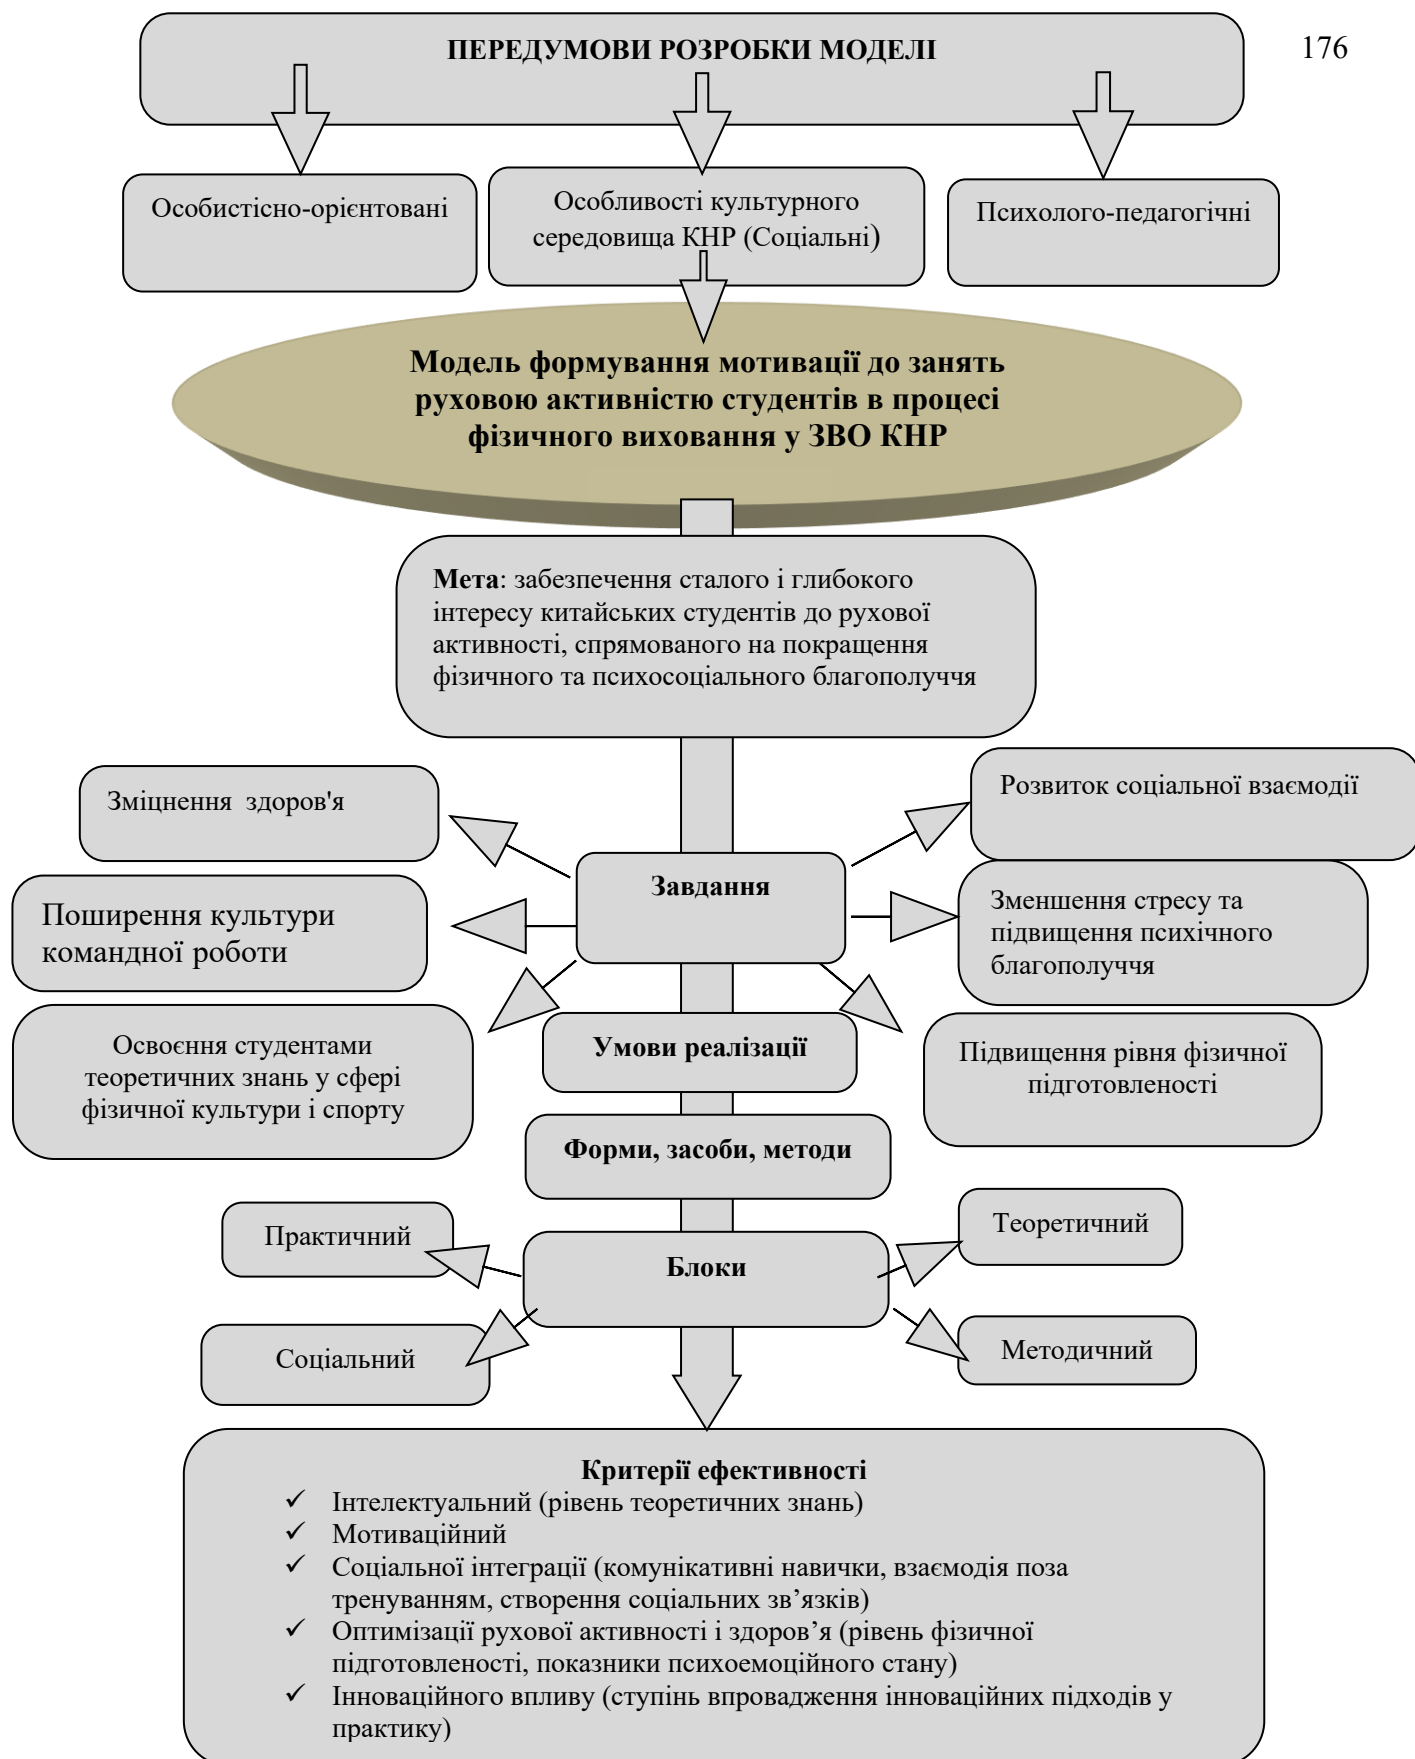 176
ПЕРЕДУМОВИ РОЗРОБКИ МОДЕЛІ
Особистісно-орієнтовані
Особливості культурного
середовища КНР (Соціальні)
Психолого-педагогічні
Модель формування мотивації до занять
руховою активністю студентів в процесі
фізичного виховання у ЗВО КНР
Мета: забезпечення сталого і глибокого
інтересу китайських студентів до рухової
активності, спрямованого на покращення
фізичного та психосоціального благополуччя
Зміцнення здоров'я
Розвиток соціальної взаємодії
Завдання
Поширення культури
командної роботи
Зменшення стресу та
підвищення психічного
благополуччя
Освоєння студентами
теоретичних знань у сфері
фізичної культури і спорту
Умови реалізації
Підвищення рівня фізичної
підготовленості
Форми, засоби, методи
Практичний
Теоретичний
Блоки
Соціальний
Методичний
Критерії ефективності
✓ Інтелектуальний (рівень теоретичних знань)
✓ Мотиваційний
✓ Соціальної інтеграції (комунікативні навички, взаємодія поза
тренуванням, створення соціальних зв’язків)
✓ Оптимізації рухової активності і здоров’я (рівень фізичної
підготовленості, показники психоемоційного стану)
✓ Інноваційного впливу (ступінь впровадження інноваційних підходів у
практику)